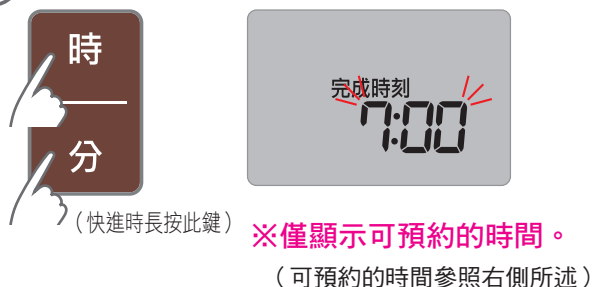 時
分
（快進時長按此鍵）
完成時刻
7:00
※僅顯示可預約的時間。
（可預約的時間參照右側所述）